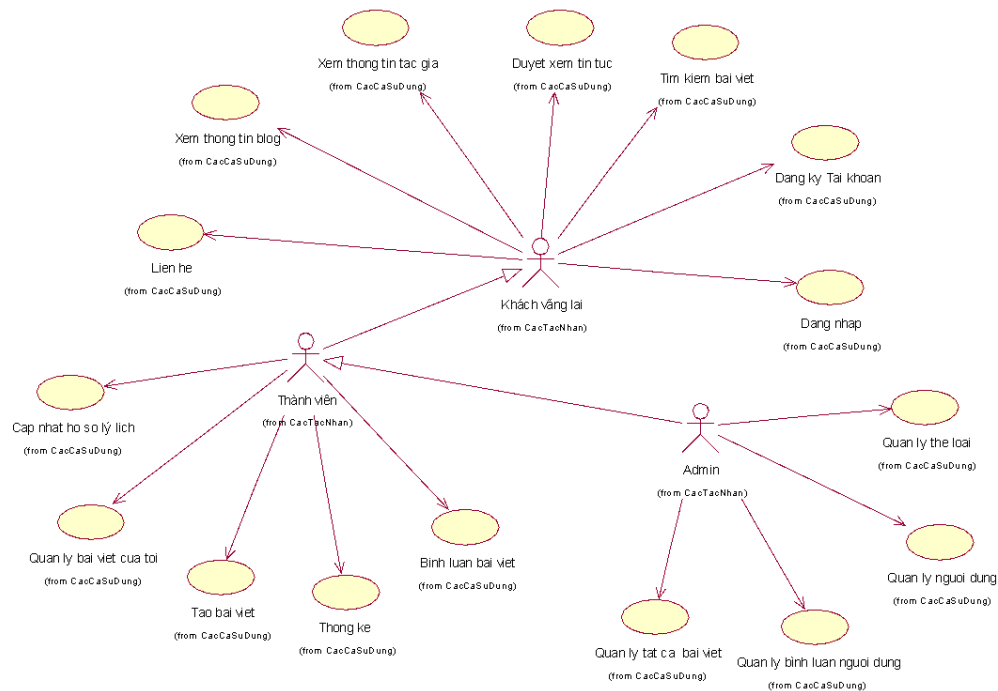 Xem thong tin tac gia
(from CacCaSuDung)
Duyet xem tin tuc
(from CacCaSuDung)
Tim kiem bai viet
(from CacCaSuDung)
Xem thong tin blog
(from CacCaSuDung)
Dang ky Tai khoan
(from CacCaSuDung)
Lien he
(from CacCaSuDung)
Khách vãng lai
(from CacTacNhan)
Dang nhap
(from CacCaSuDung)
Thành viên
(from CacTacNhan)
Cap nhat ho so lý lich
(from CacCaSuDung)
Quan ly the loai
(from CacCaSuDung)
Admin
(from CacTacNhan)
Quan ly bai viet cua toi
(from CacCaSuDung)
Binh luan bai viet
(from CacCaSuDung)
Quan ly nguoi dung
(from CacCaSuDung)
Tao bai viet
(from CacCaSuDung)
Thong ke
(from CacCaSuDung)
Quan ly tat ca  bai viet
(from CacCaSuDung)
Quan ly bình luan nguoi dung
(from CacCaSuDung)